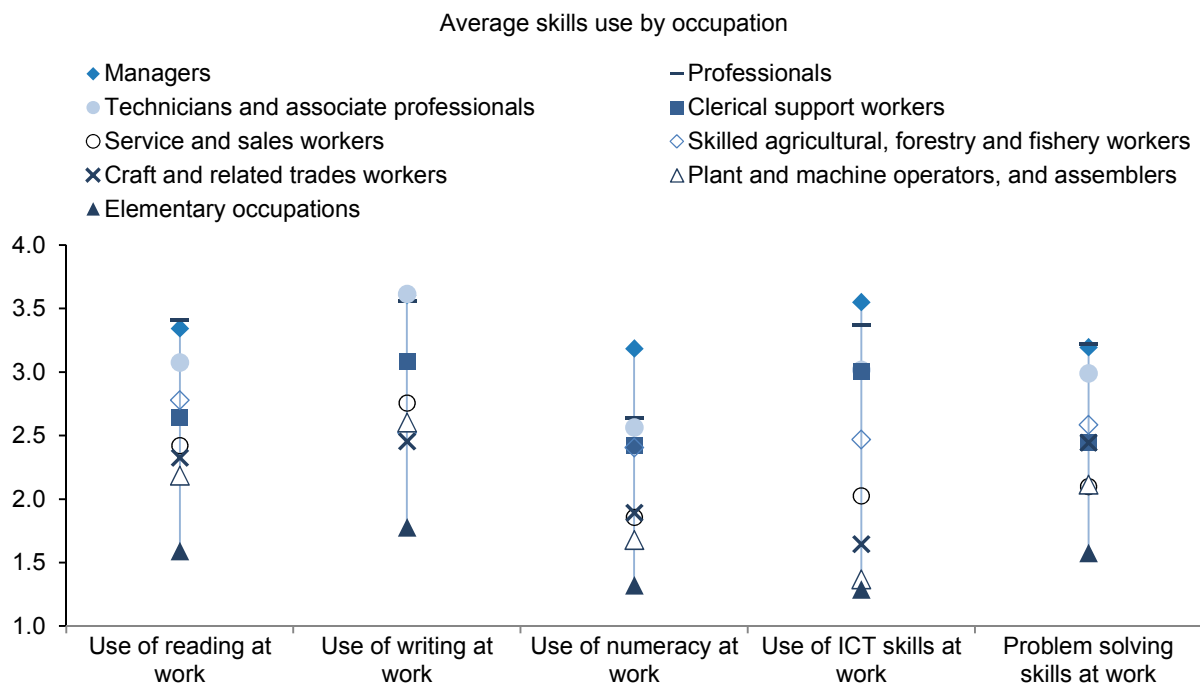 Average skills use by occupation
Managers
Professionals
Technicians and associate professionals
Clerical support workers
Service and sales workers
Skilled agricultural, forestry and fishery workers
Craft and related trades workers
Plant and machine operators, and assemblers
Elementary occupations
4.0
3.5
3.0
2.5
2.0
1.5
1.0
Use of reading at
work
Use of writing at
work
Use of numeracy at
work
Use of ICT skills at
work
Problem solving
skills at work